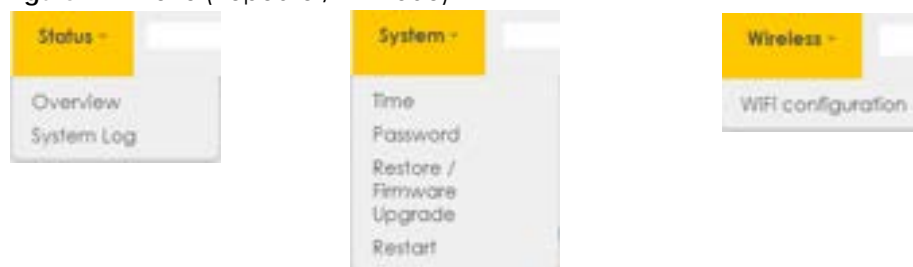 Status
Overview
System Log
System
Time
Password
Restore /
Firmware
Upgrade
Restart
Wireless
WiFi configuration